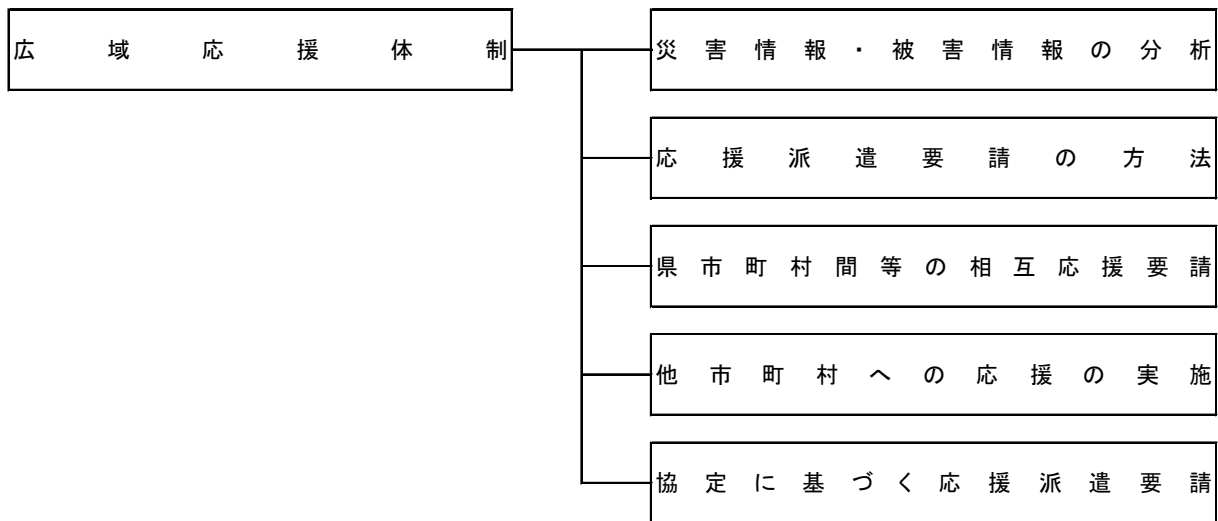 広域応援体制
災害情報・被害情報の分析
応援派遣要請の方法
県市町村間等の相互応援要請
他市町村への応援の実施
協定に基づく応援派遣要請